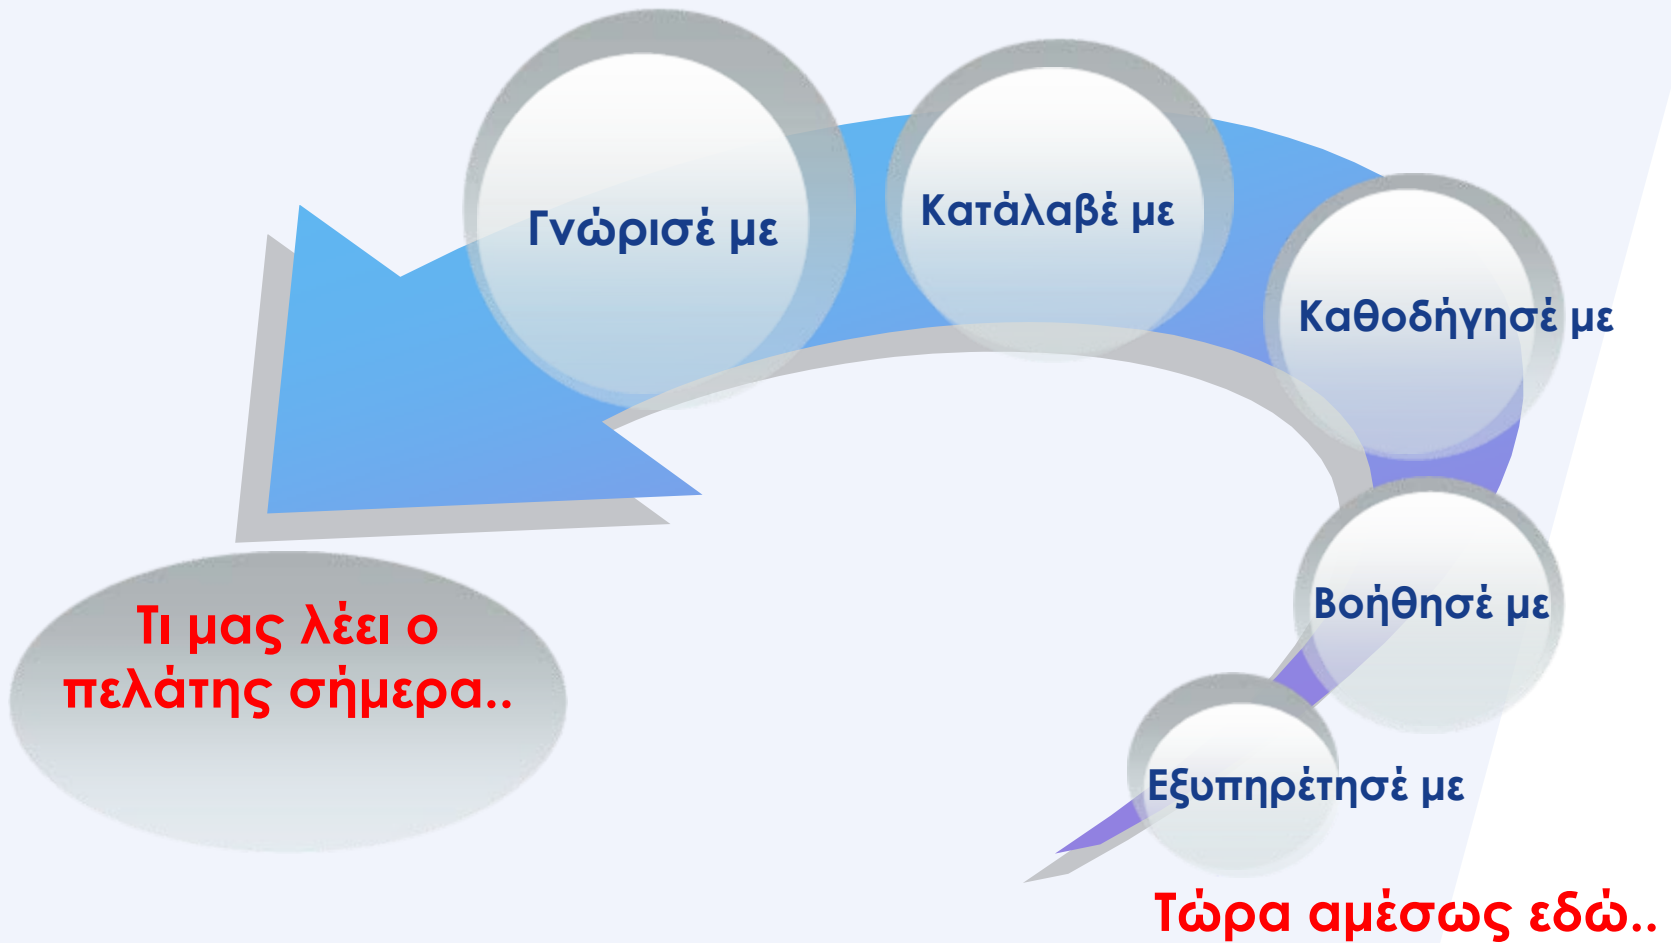 Γνώρισέ με
Κατάλαβέ με
Καθοδήγησέ με
Βοήθησέ με
Εξυπηρέτησέ με
Τι μας λέει ο
πελάτης σήμερα..
Τώρα αμέσως εδώ..